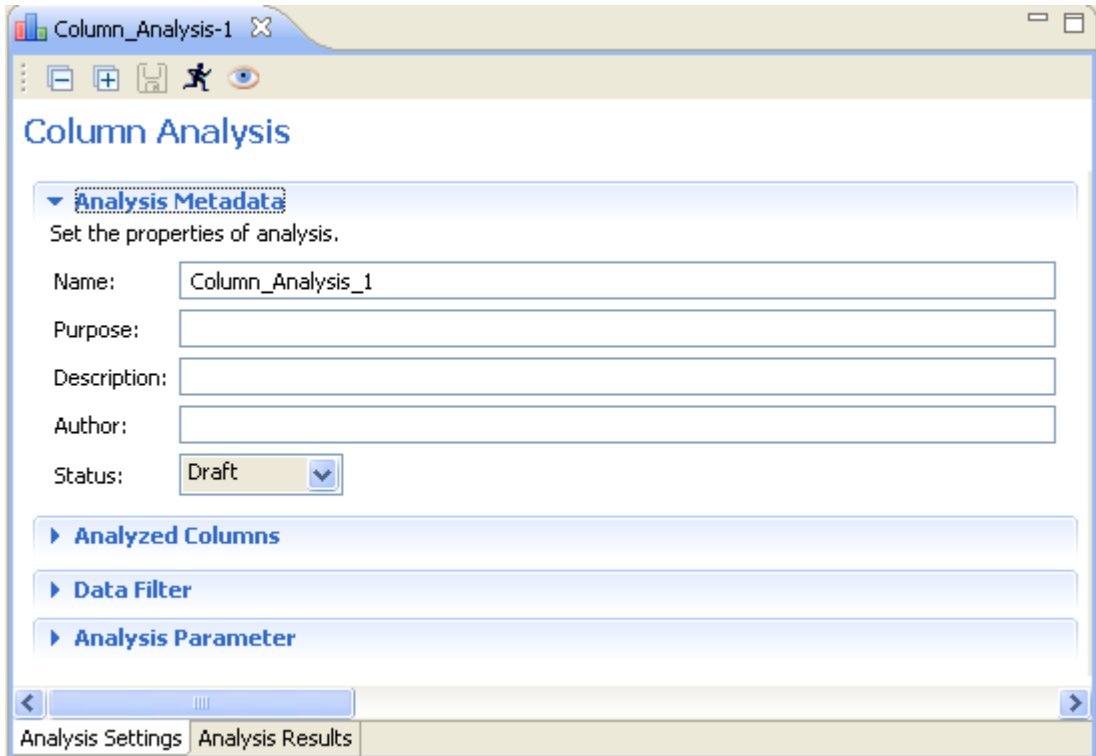 Column_Analysis-1
Column Analysis
Analysis Metadata
Set the properties of analysis.
Name: Column_Analysis_1
Purpose:
Description:
Author:
Status: Draft
Analyzed Columns
Data Filter
Analysis Parameter
Analysis Settings Analysis Results